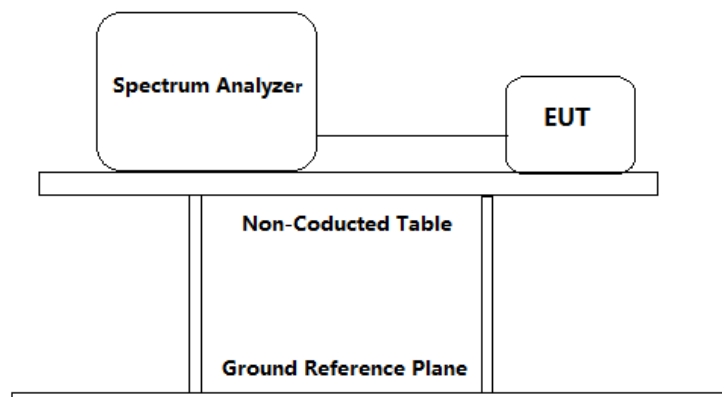 Spectrum Analyzer
EUT
Non-Coducted Table
Ground Reference Plane